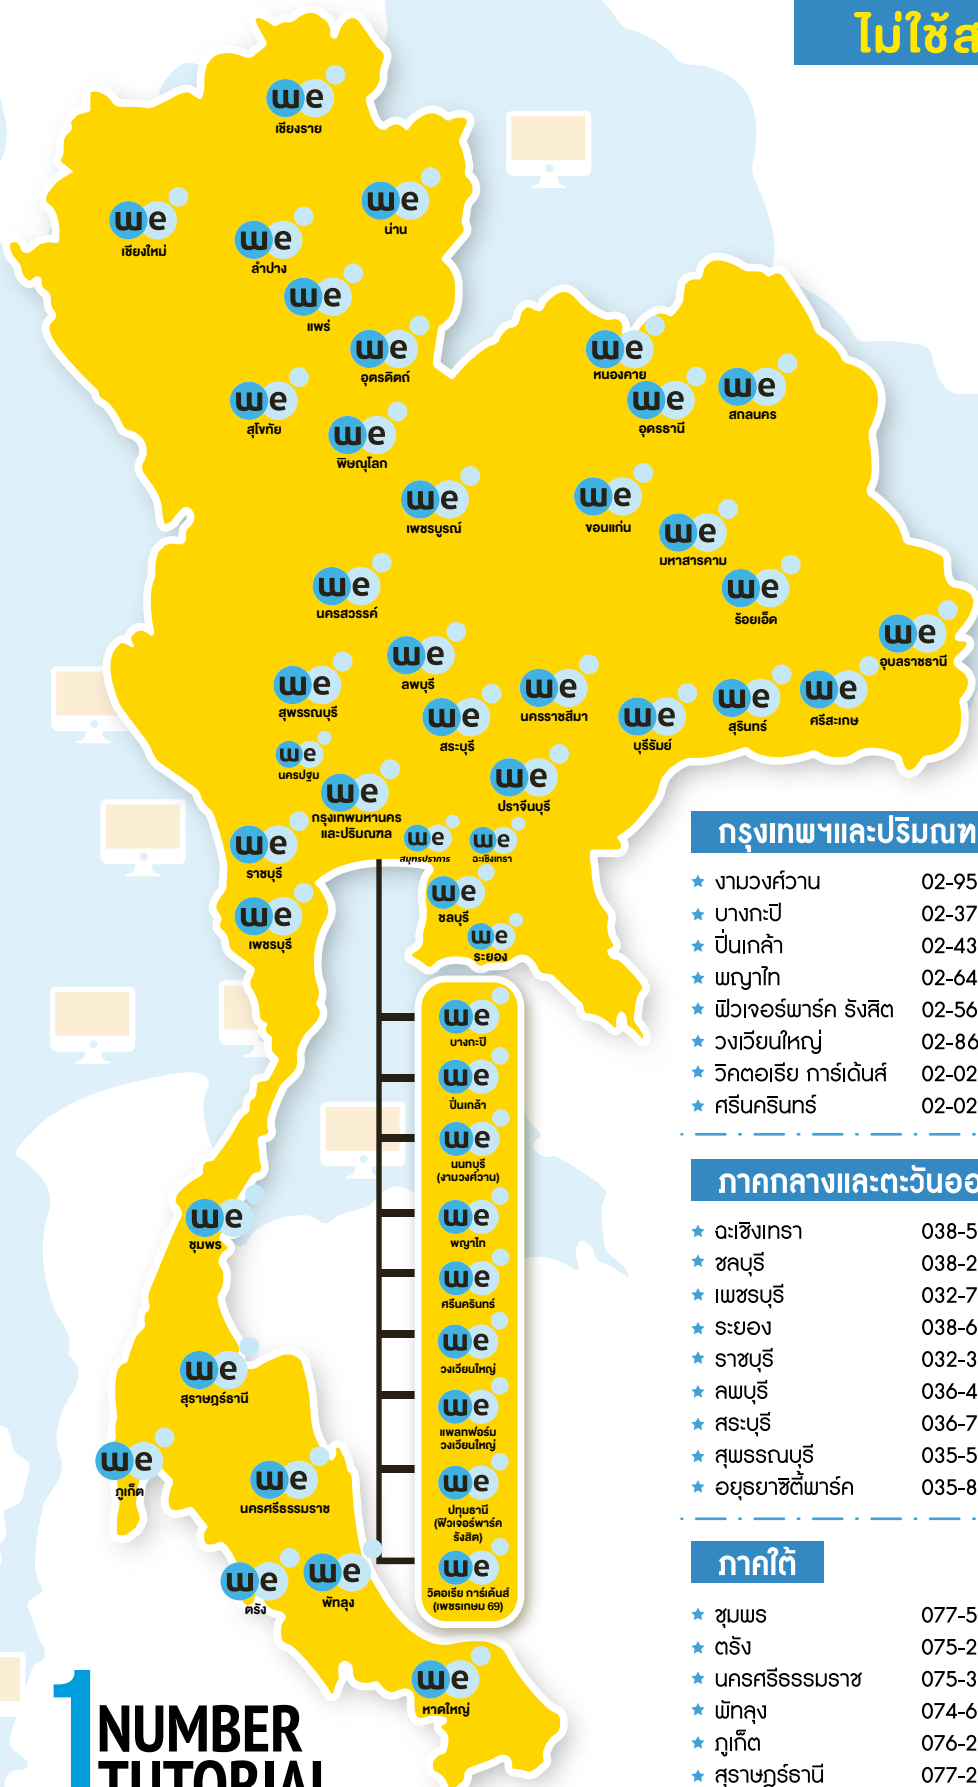 ไม่ใช้ส
we
เชียงราย
we
น่าน
we
เชียงใหม่
we
ลำปาง
we
แพร่
we
อุตรดิตถ์
we
หนองคาย
we
อุดรธานี
we
สกลนคร
we
สุโขทัย
we
พิษณุโลก
we
เพชรบูรณ์
we
ขอนแก่น
we
มหาสารคาม
we
ร้อยเอ็ด
we
นครสวรรค์
we
อุบลราชธานี
we
ลพบุรี
we
สุพรรณบุรี
we
สระบุรี
we
นครราชสีมา
we
บุรีรัมย์
we
สุรินทร์
we
ศรีสะเกษ
we
นครปฐม
we
กรุงเทพมหานคร
และปริมณฑล
we
ปราจีนบุรี
we
สมุทรปราการ
we
ฉะเชิงเทรา
we
ราชบุรี
we
ชลบุรี
we
เพชรบุรี
we
ระยอง
we
บางกะปิ
we
ปิ่นเกล้า
we
นนทบุรี
(งามวงศ์วาน)
we
พญาไท
we
ศรีนครินทร์
we
วงเวียนใหญ่
we
แพลทฟอร์ม
วงเวียนใหญ่
we
ปทุมธานี
(ฟิวเจอร์พาร์ค
รังสิต)
we
วิตอเรีย การ์เด้นส์
(เพชรเกษม 69)
we
ชุมพร
we
สุราษฎร์ธานี
we
ภูเก็ต
we
นครศรีธรรมราช
we
ตรัง
we
พัทลุง
we
หาดใหญ่
1 NUMBER
TUTORIAL
กรุงเทพฯและปริมณฑ
งามวงศ์วาน 02-95
บางกะปิ 02-37
ปิ่นเกล้า 02-43
พญาไท 02-64
ฟิวเจอร์พาร์ค รังสิต 02-56
วงเวียนใหญ่ 02-86
วิคตอเรีย การ์เด้นส์ 02-02
ศรีนครินทร์ 02-02
ภาคกลางและตะวันออ
ฉะเชิงเทรา 038-5
ชลบุรี 038-2
เพชรบุรี 032-7
ระยอง 038-6
ราชบุรี 032-3
ลพบุรี 036-4
สระบุรี 036-7
สุพรรณบุรี 035-5
อยุธยาซิตี้พาร์ค 035-8
ภาคใต้
ชุมพร 077-5
ตรัง 075-2
นครศรีธรรมราช 075-3
พัทลุง 074-6
ภูเก็ต 076-2
สุราษฎร์ธานี 077-2